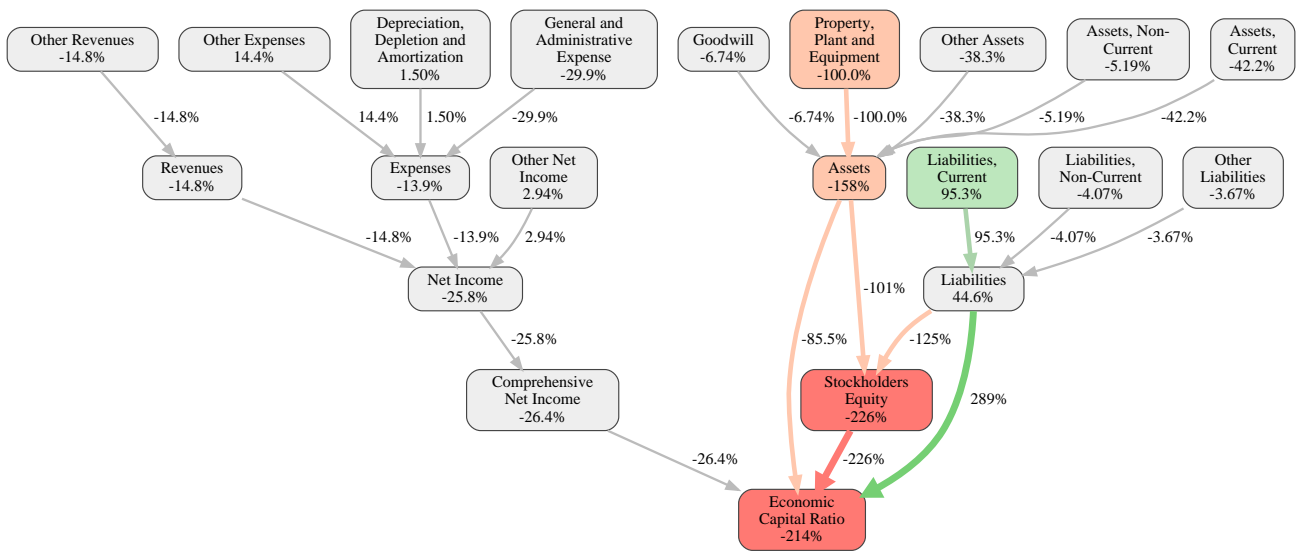 Other Revenues
-14.8%
Other Expenses
14.4%
Depreciation,
Depletion and
Amortization
1.50%
General and
Administrative
Expense
-29.9%
Goodwill
-6.74%
Property,
Plant and
Equipment
-100.0%
Other Assets
-38.3%
Assets, Non-
Current
-5.19%
Assets,
Current
-42.2%
-14.8%
14.4%
1.50%
-29.9%
-6.74%
-100.0%
-38.3%
-5.19%
-42.2%
Revenues
-14.8%
Expenses
-13.9%
Other Net
Income
2.94%
Assets
-158%
Liabilities,
Current
95.3%
Liabilities,
Non-Current
-4.07%
Other
Liabilities
-3.67%
-14.8%
-13.9%
2.94%
95.3%
-4.07%
-3.67%
Net Income
-25.8%
-101%
Liabilities
44.6%
-25.8%
-85.5%
-125%
Comprehensive
Net Income
-26.4%
Stockholders
Equity
-226%
289%
-26.4%
-226%
Economic
Capital Ratio
-214%